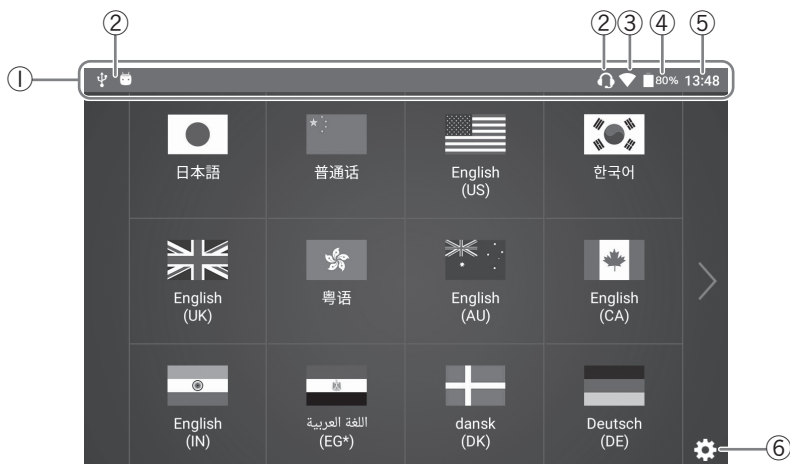 ② ② ③ ④ ⑤
① 80% 13:48
日本語 普通话 English 한국어
(US)
English 粤语 English English
(UK) (AU) (CA)
English اللغة العربية dansk Deutsch
(IN) (EG*) (DK) (DE)
⑥